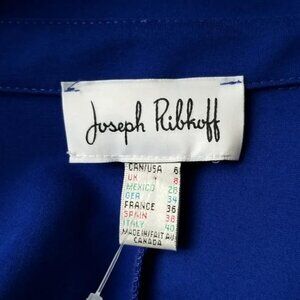 Joseph Ribkoff
CAN/USA 6
UK 8
MEXICO 28
GER 34
FRANCE 36
SPAIN 38
ITALY 40
MADE IN/FAIT AU
CANADA